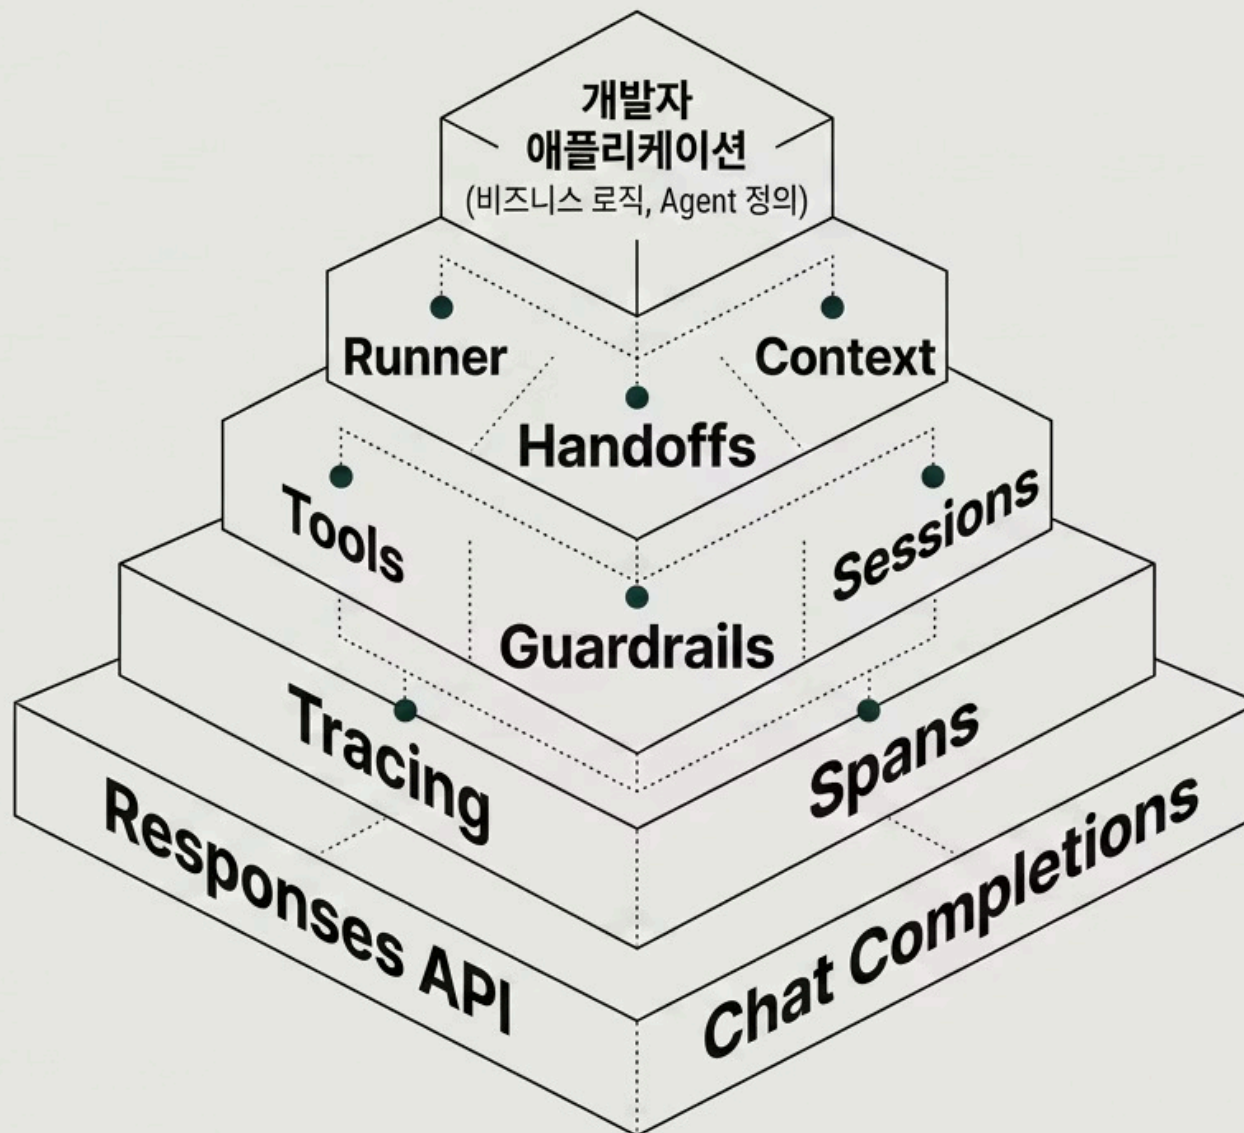 개발자
애플리케이션
(비즈니스 로직, Agent 정의)
Runner
Context
Handoffs
Tools
Sessions
Guardrails
Tracing
Spans
Responses API
Chat Completions